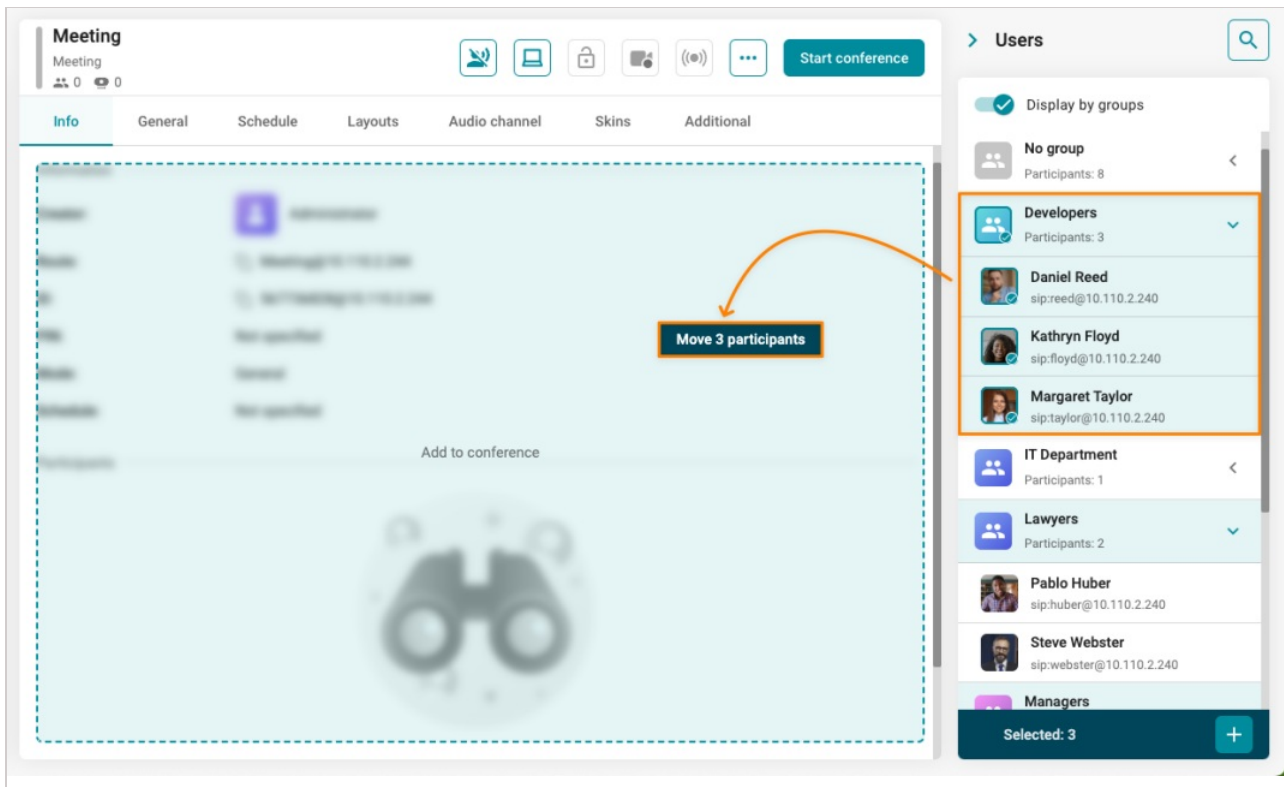 Meeting
Meeting
0 0
Start conference
Info General Schedule Layouts Audio channel Skins Additional
Move 3 participants
Add to conference
Users
Display by groups
No group
Participants: 8
Developers
Participants: 3
Daniel Reed
sip:reed@10.110.2.240
Kathryn Floyd
sip:floyd@10.110.2.240
Margaret Taylor
sip:taylor@10.110.2.240
IT Department
Participants: 1
Lawyers
Participants: 2
Pablo Huber
sip:huber@10.110.2.240
Steve Webster
sip:webster@10.110.2.240
Managers
Selected: 3